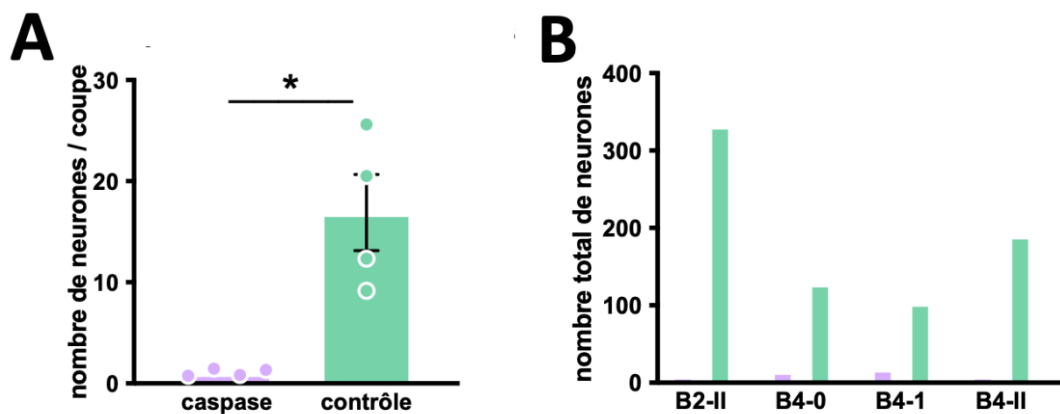 A
nombre de neurones / coupe
30
20
10
0
*
caspase
contrôle
B
nombre total de neurones
400
300
200
100
0
B2-II
B4-0
B4-1
B4-II